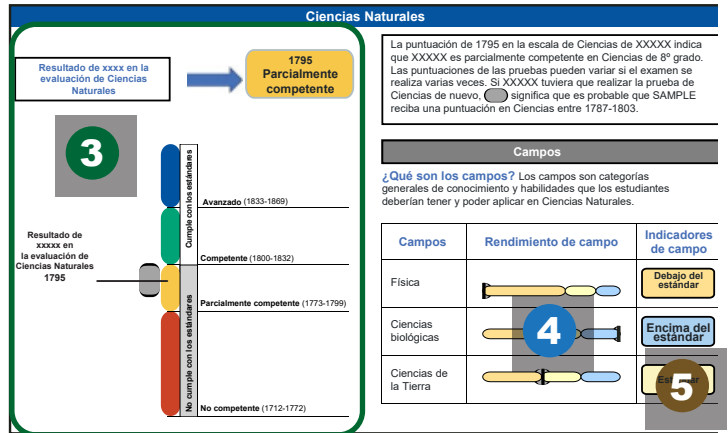 Ciencias Naturales
Resultado de xxxx en la
evaluación de Ciencias
Naturales
1795
Parcialmente
competente
3
Cumple con los estándares
No cumple con los estándares
Avanzado (1833-1869)
Competente (1800-1832)
Parcialmente competente (1773-1799)
No competente (1712-1772)
Resultado de
xxxxx en
la evaluación de
Ciencias Naturales
1795
La puntuación de 1795 en la escala de Ciencias de XXXXX indica
que XXXXX es parcialmente competente en Ciencias de 8º grado.
Las puntuaciones de las pruebas pueden variar si el examen se
realiza varias veces. Si XXXXX tuviera que realizar la prueba de
Ciencias de nuevo, significa que es probable que SAMPLE
reciba una puntuación en Ciencias entre 1787-1803.
Campos
¿Qué son los campos? Los campos son categorías
generales de conocimiento y habilidades que los estudiantes
deberían tener y poder aplicar en Ciencias Naturales.
Campos Rendimiento de campo Indicadores
de campo
Física
Debajo del
estándar
Ciencias
biológicas
4
Encima del
estándar
Ciencias de
la Tierra
5